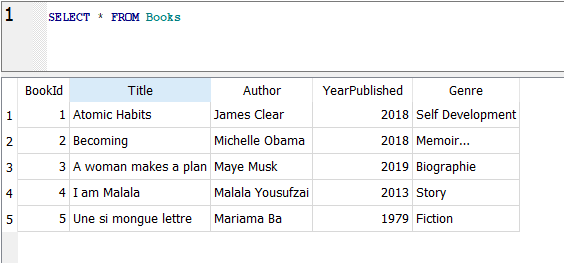 1 SELECT * FROM Books
BookId Title Author YearPublished Genre
1 1 Atomic Habits James Clear 2018 Self Development
2 2 Becoming Michelle Obama 2018 Memoir...
3 3 A woman makes a plan Maye Musk 2019 Biographie
4 4 I am Malala Malala Yousufzai 2013 Story
5 5 Une si mongue lettre Mariama Ba 1979 Fiction